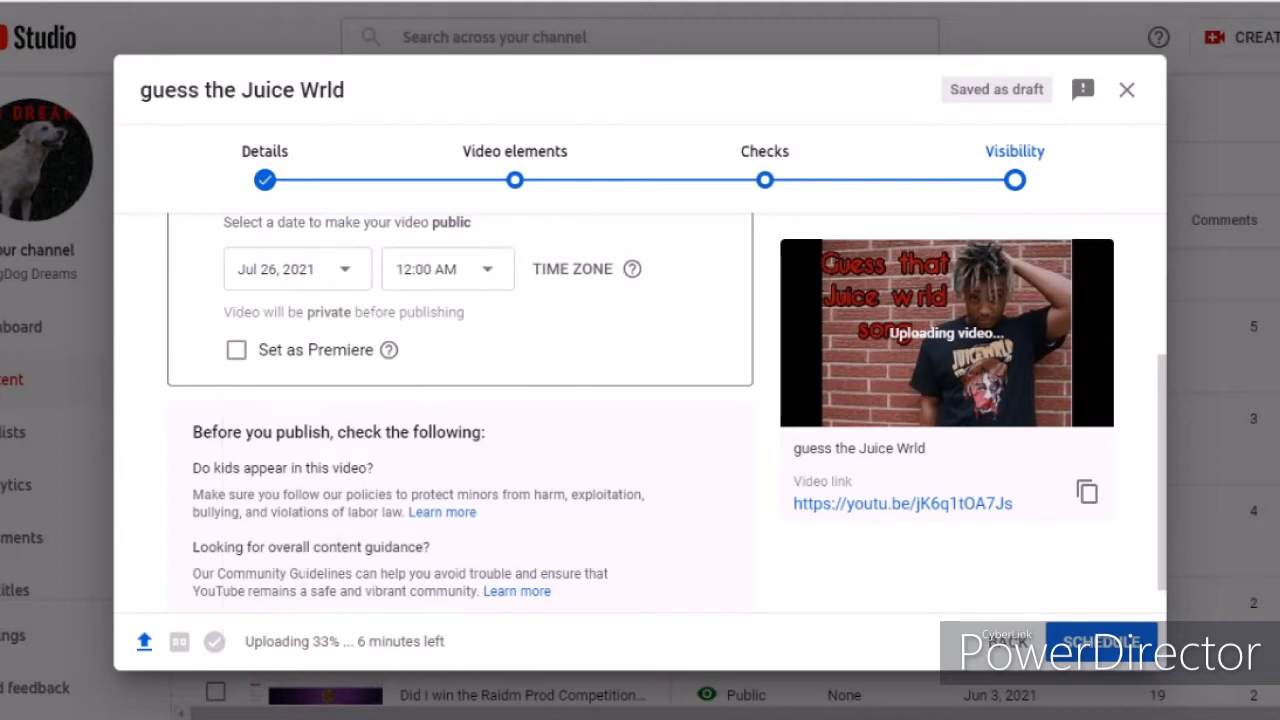 Studio
Search across your channel
CREAT
guess the Juice Wrld
Saved as draft
Details
Video elements
Checks
Visibility
Select a date to make your video public
Jul 26, 2021
12:00 AM
TIME ZONE
Video will be private before publishing
Set as Premiere
Before you publish, check the following:
Do kids appear in this video?
Make sure you follow our policies to protect minors from harm, exploitation,
bullying, and violations of labor law. Learn more
Looking for overall content guidance?
Our Community Guidelines can help you avoid trouble and ensure that
YouTube remains a safe and vibrant community. Learn more
Guess that
Juice w rld
song
Uploading video...
JUICEWRLD
guess the Juice Wrld
Video link
https://youtu.be/jK6q1tOA7Js
Uploading 33% ... 6 minutes left
BACK
SCHEDULE
CyberLink
PowerDirector
DREAM
our channel
gDog Dreams
board
ent
lists
ytics
ments
itles
ngs
d feedback
Comments
5
3
4
2
Did I win the Raidm Prod Competition...
Public
None
Jun 3, 2021
19
2